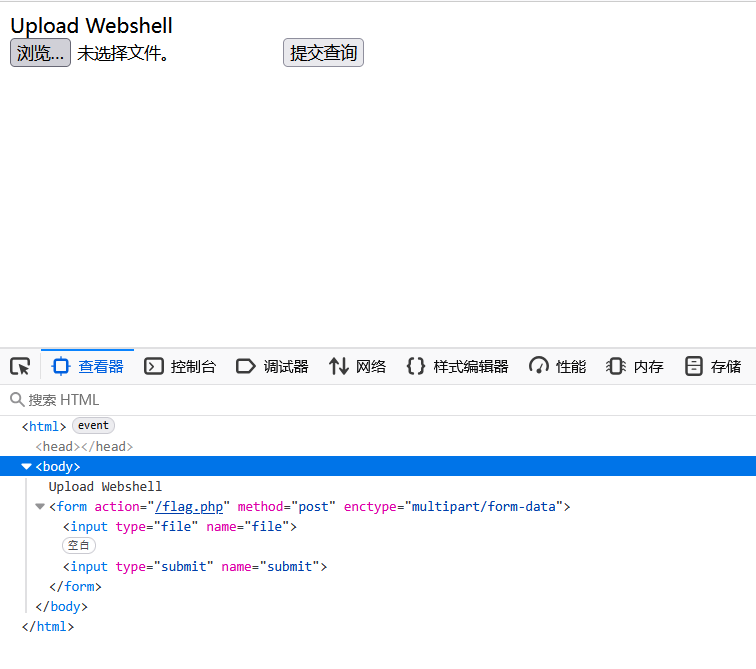 Upload Webshell
浏览... 未选择文件。 提交查询
查看器 控制台 调试器 网络 样式编辑器 性能 内存 存储
搜索 HTML
<html> event
<head></head>
<body>
Upload Webshell
<form action="/flag.php" method="post" enctype="multipart/form-data">
<input type="file" name="file">
空白
<input type="submit" name="submit">
</form>
</body>
</html>